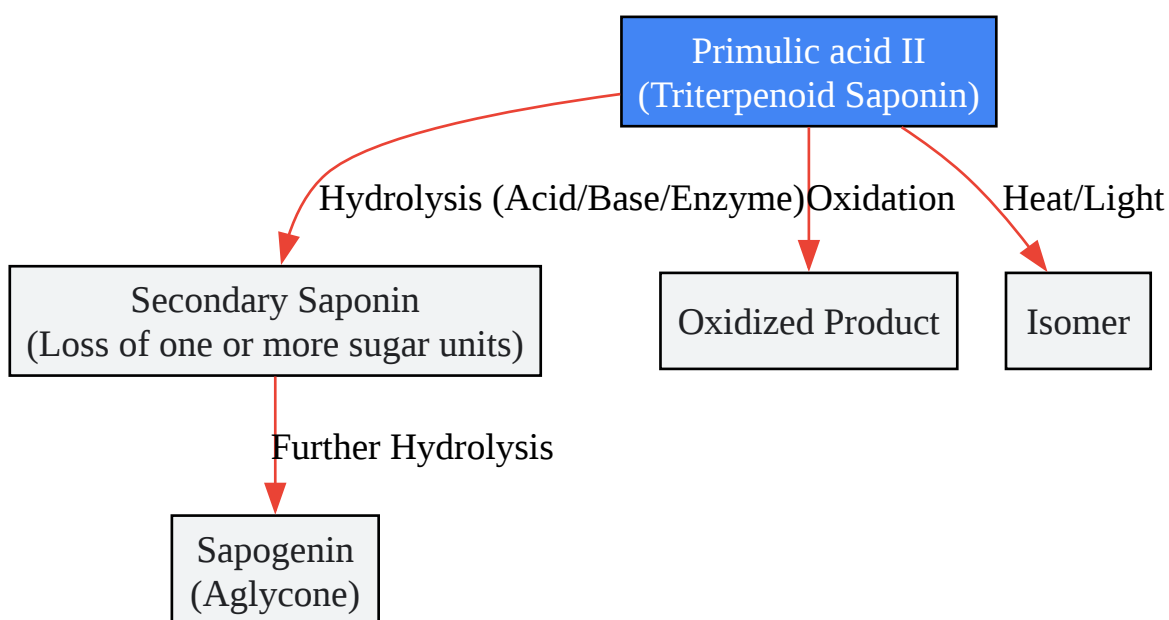 Primulic acid II
(Triterpenoid Saponin)
Hydrolysis (Acid/Base/Enzyme)
Oxidation
Heat/Light
Secondary Saponin
(Loss of one or more sugar units)
Oxidized Product
Isomer
Further Hydrolysis
Sapogenin
(Aglycone)